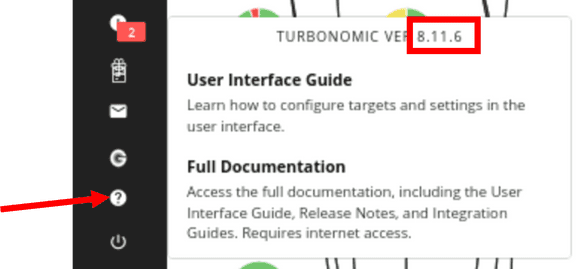 2
TURBONOMIC VER 8.11.6
User Interface Guide
Learn how to configure targets and settings in the
user interface.
Full Documentation
Access the full documentation, including the User
Interface Guide, Release Notes, and Integration
Guides. Requires internet access.
G
?